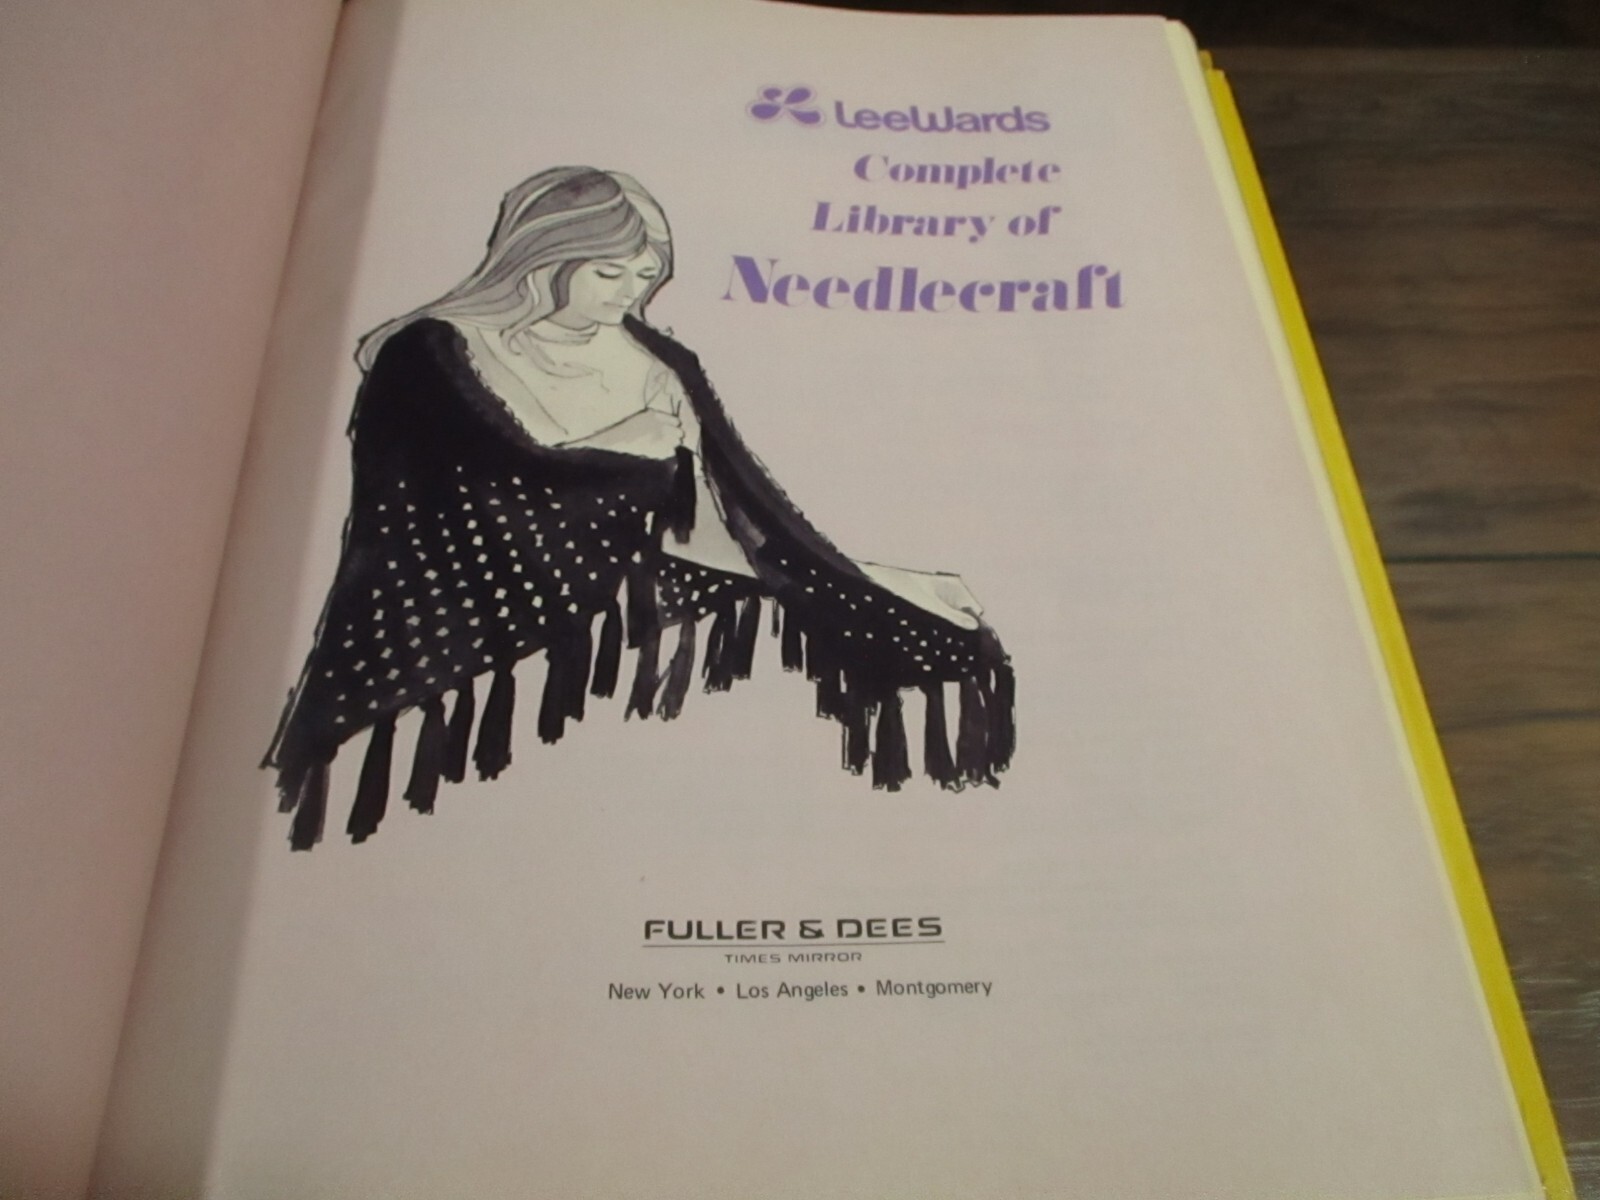 LeeWards
Complete
Library of
Needlecraft
FULLER & DEES
TIMES MIRROR
New York • Los Angeles • Montgomery